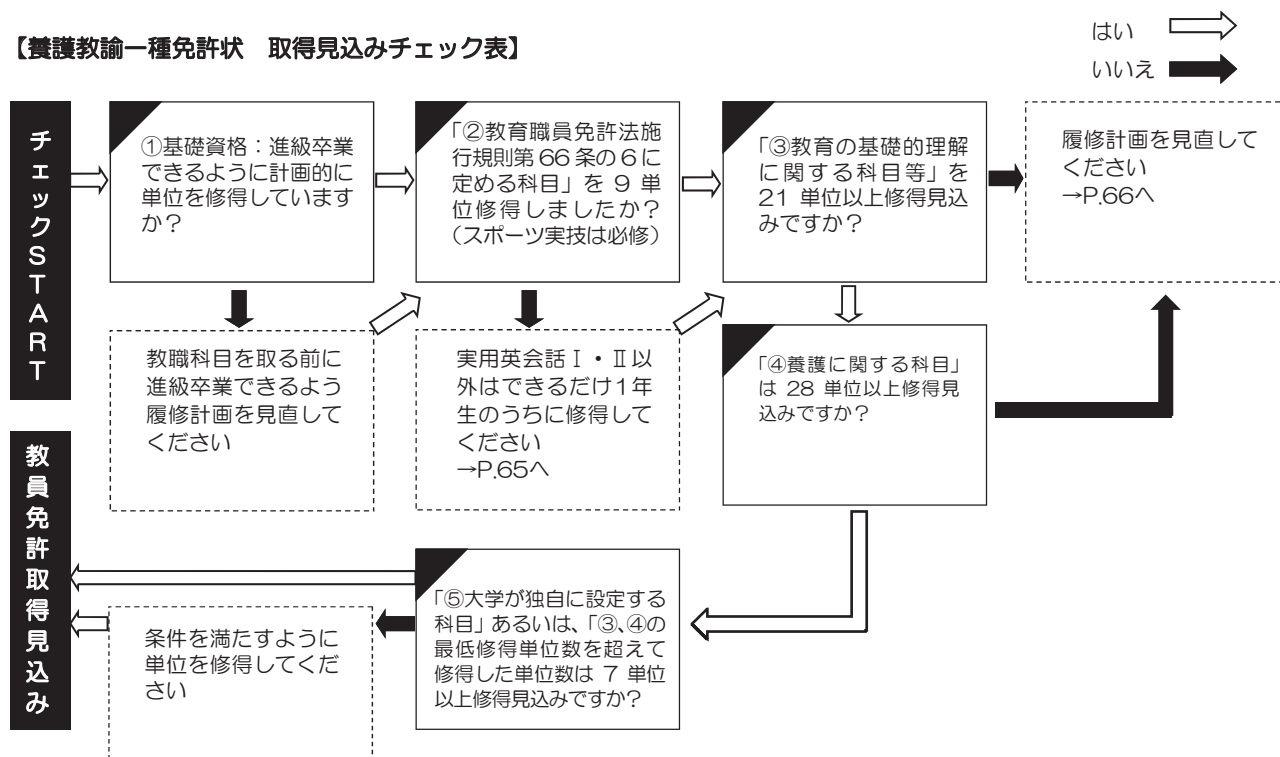 【養護教諭一種免許状　取得見込みチェック表】
はい
いいえ
チェックSTART
①基礎資格：進級卒業
できるように計画的に
単位を修得しています
か？
「②教育職員免許法施
行規則第 66 条の 6 に
定める科目」を 9 単
位修得しましたか？
（スポーツ実技は必修）
「③教育の基礎的理解
に関する科目等」を
21 単位以上修得見込
みですか？
履修計画を見直して
ください
→P.66へ
教職科目を取る前に
進級卒業できるよう
履修計画を見直して
ください
実用英会話Ⅰ・Ⅱ以
外はできるだけ1年
生のうちに修得して
ください
→P.65へ
「④養護に関する科目」
は 28 単位以上修得見
込みですか？
「⑤大学が独自に設定する
科目」あるいは、「③、④の
最低修得単位数を超えて
修得した単位数は 7 単位
以上修得見込みですか？
条件を満たすように
単位を修得してくだ
さい
教員免許取得見込み